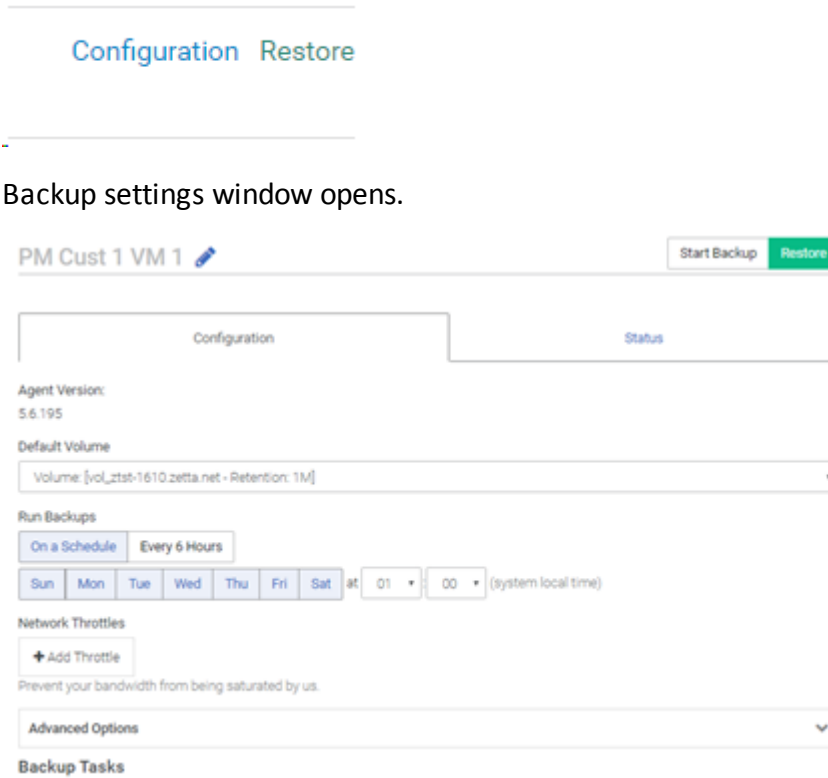 Configuration Restore
Backup settings window opens.
PM Cust 1 VM 1 Start Backup Restore
Configuration Status
Agent Version:
5.6.195
Default Volume
Volume: [vol_ztst-1610.zetta.net - Retention: 1M]
Run Backups
On a Schedule Every 6 Hours
Sun Mon Tue Wed Thu Fri Sat at 01 : 00 (system local time)
Network Throttles
+ Add Throttle
Prevent your bandwidth from being saturated by us.
Advanced Options
Backup Tasks